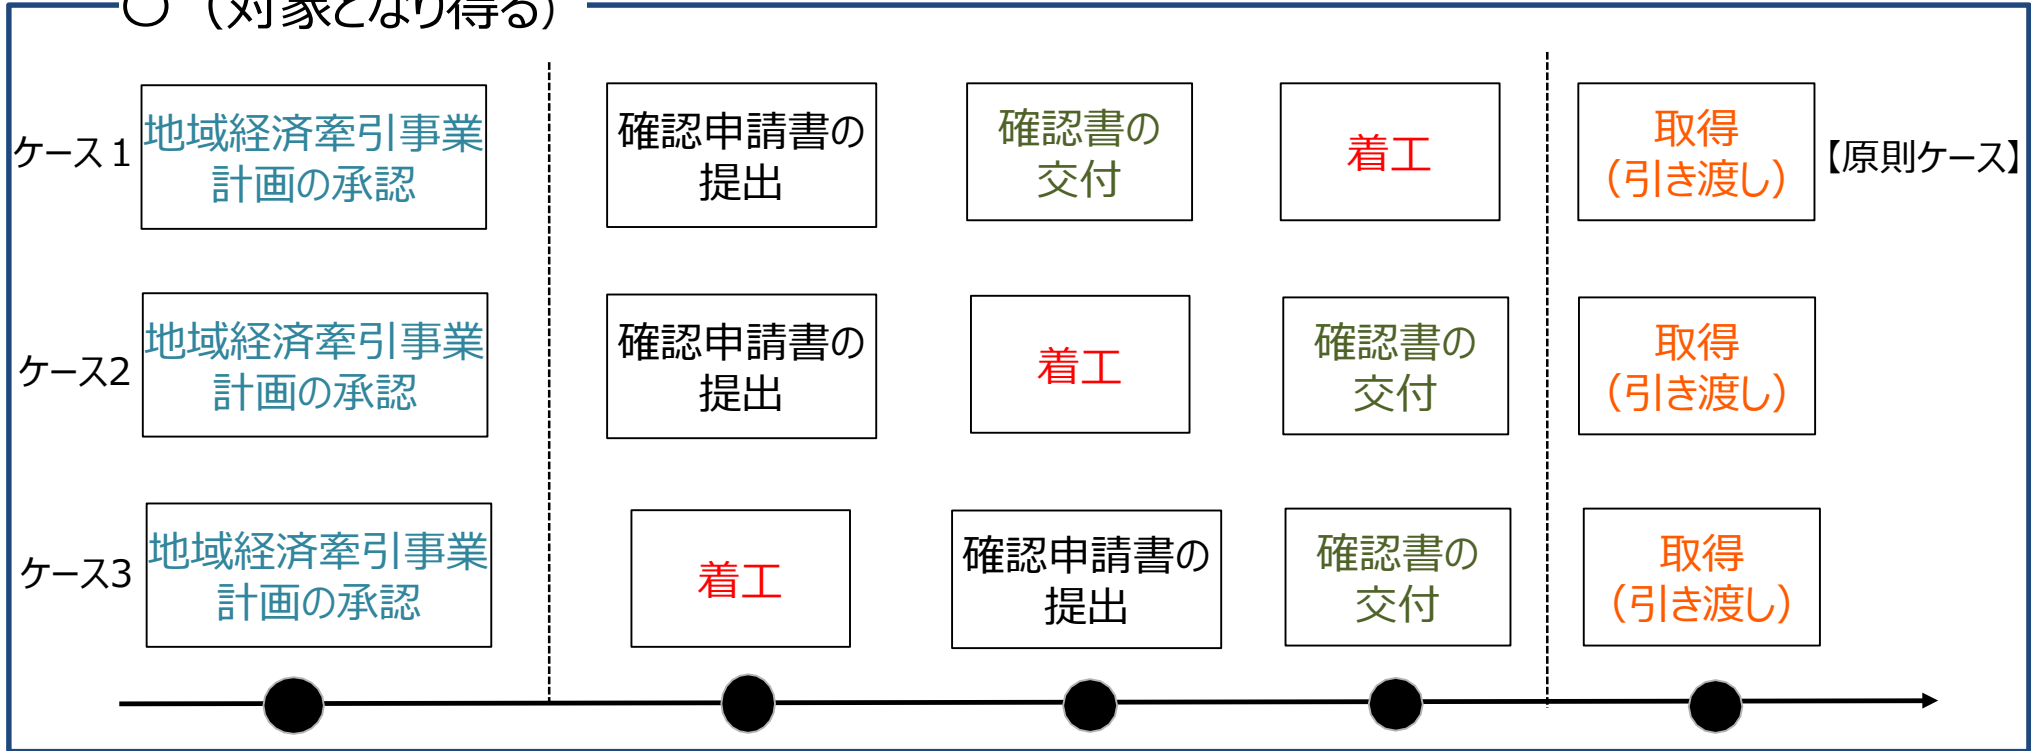 〇（対象となり得る）
ケース1
地域経済牽引事業
計画の承認
確認申請書の
提出
確認書の
交付
着工
取得
（引き渡し）
【原則ケース】
ケース2
地域経済牽引事業
計画の承認
確認申請書の
提出
着工
確認書の
交付
取得
（引き渡し）
ケース3
地域経済牽引事業
計画の承認
着工
確認申請書の
提出
確認書の
交付
取得
（引き渡し）